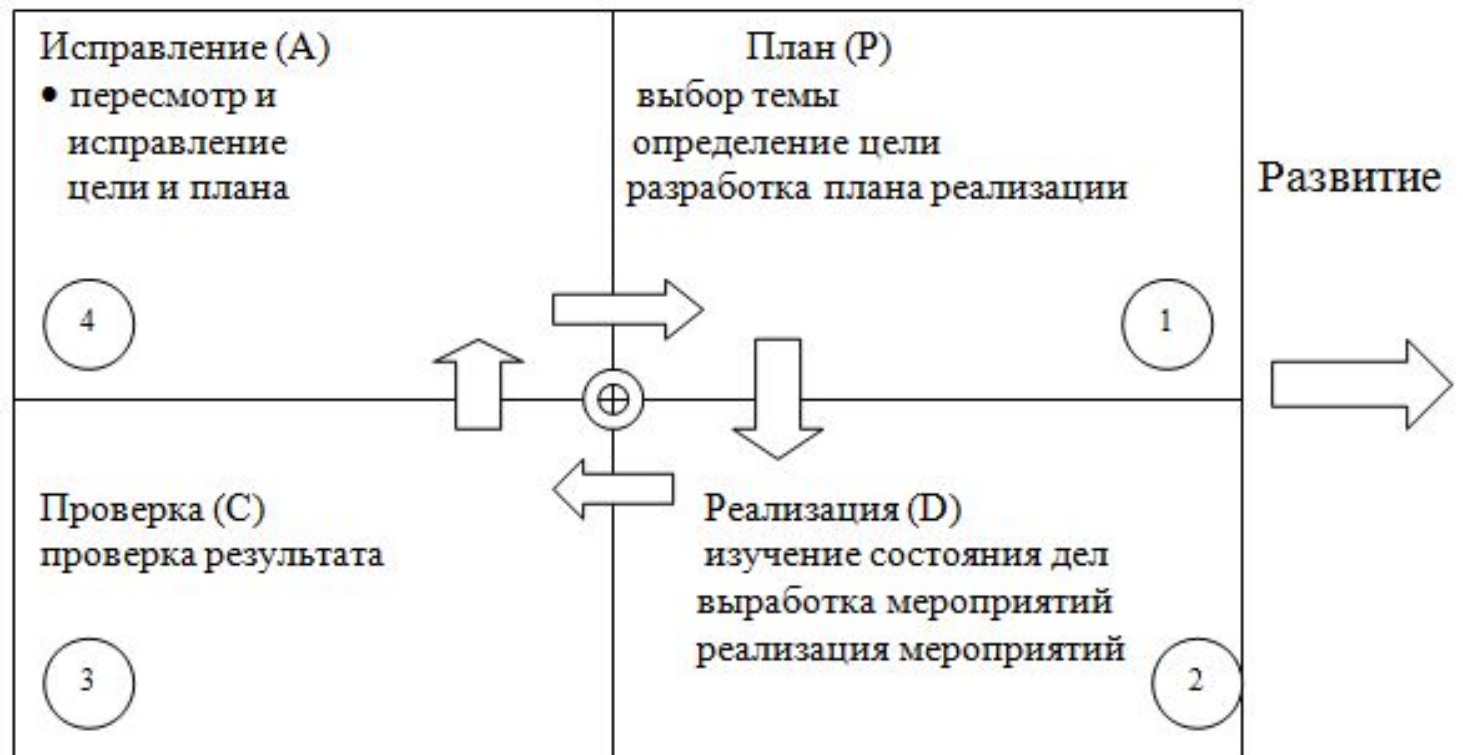 Исправление (А)
• пересмотр и
исправление
цели и плана
4
План (Р)
выбор темы
определение цели
разработка плана реализации
1
Развитие
Проверка (С)
проверка результата
3
Реализация (D)
изучение состояния дел
выработка мероприятий
реализация мероприятий
2